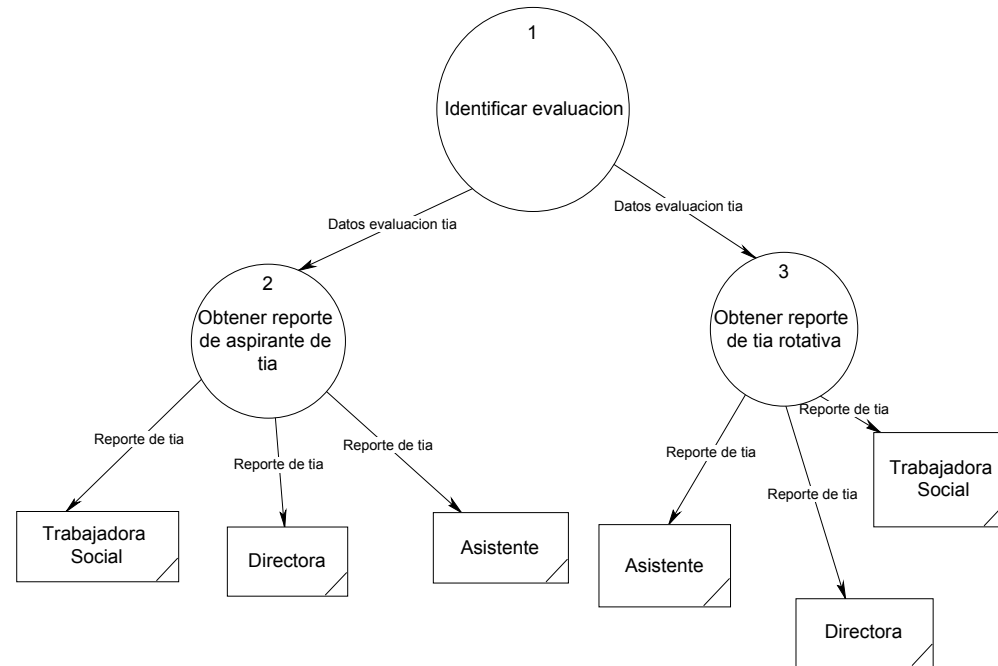 1
Identificar evaluacion
Datos evaluacion tia
Datos evaluacion tia
2
Obtener reporte
de aspirante de
tia
3
Obtener reporte
de tia rotativa
Reporte de tia
Reporte de tia
Reporte de tia
Reporte de tia
Reporte de tia
Reporte de tia
Trabajadora
Social
Directora
Asistente
Asistente
Directora
Trabajadora
Social